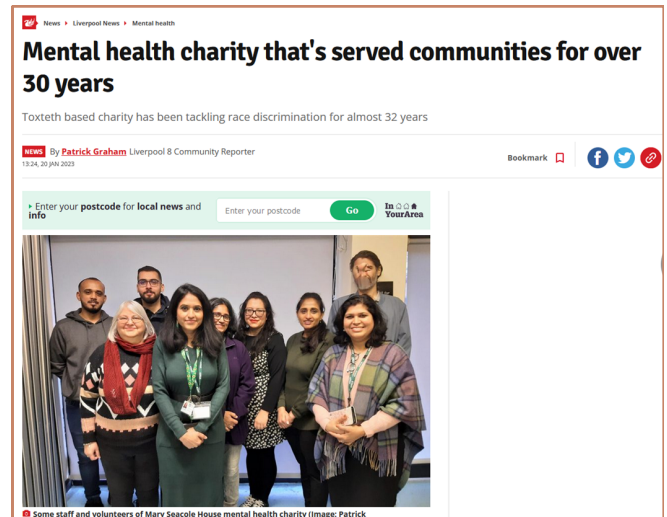 News Liverpool News Mental health
Mental health charity that's served communities for over
30 years
Toxteth based charity has been tackling race discrimination for almost 32 years
NEWS By Patrick Graham Liverpool 8 Community Reporter
13:24, 20 JAN 2023
Bookmark
Enter your postcode for local news and
info
Enter your postcode
Go
In
YourArea
Some staff and volunteers of Mary Seacole House mental health charity (Image: Patrick